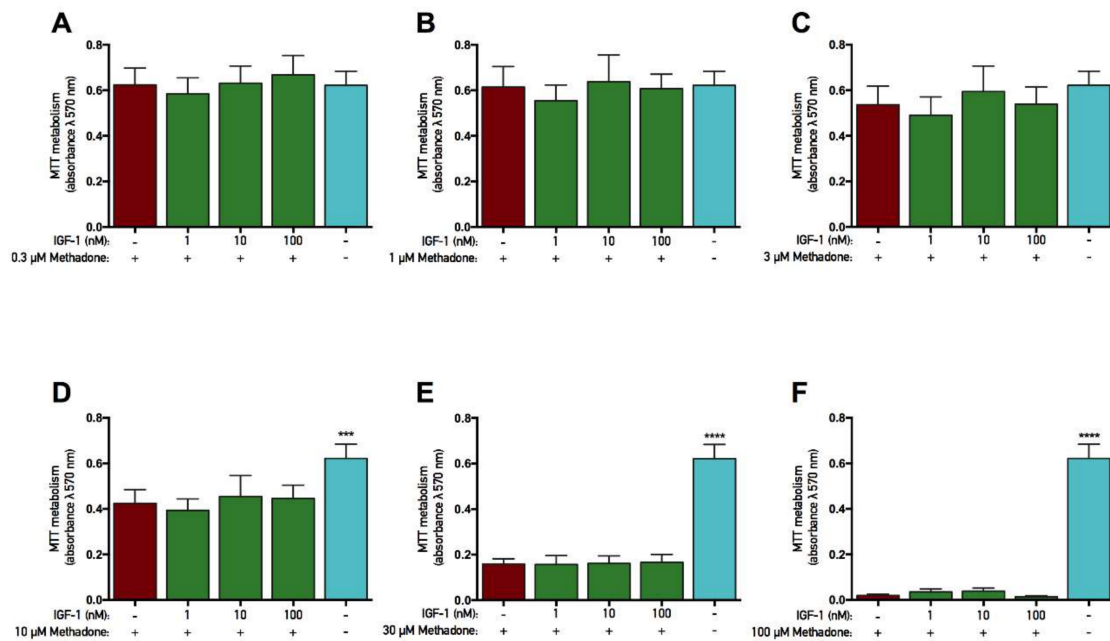 A
MTT metabolism
(absorbance λ 570 nm)
0.8
0.6
0.4
0.2
0.0
IGF-1 (nM): - 1 10 100 -
0.3 µM Methadone: + + + + -
B
MTT metabolism
(absorbance λ 570 nm)
0.8
0.6
0.4
0.2
0.0
IGF-1 (nM): - 1 10 100 -
1 µM Methadone: + + + + -
C
MTT metabolism
(absorbance λ 570 nm)
0.8
0.6
0.4
0.2
0.0
IGF-1 (nM): - 1 10 100 -
3 µM Methadone: + + + + -
D
MTT metabolism
(absorbance λ 570 nm)
0.8
0.6
0.4
0.2
0.0
***
IGF-1 (nM): - 1 10 100 -
10 µM Methadone: + + + + -
E
MTT metabolism
(absorbance λ 570 nm)
0.8
0.6
0.4
0.2
0.0
****
IGF-1 (nM): - 1 10 100 -
30 µM Methadone: + + + + -
F
MTT metabolism
(absorbance λ 570 nm)
0.8
0.6
0.4
0.2
0.0
****
IGF-1 (nM): - 1 10 100 -
100 µM Methadone: + + + + -